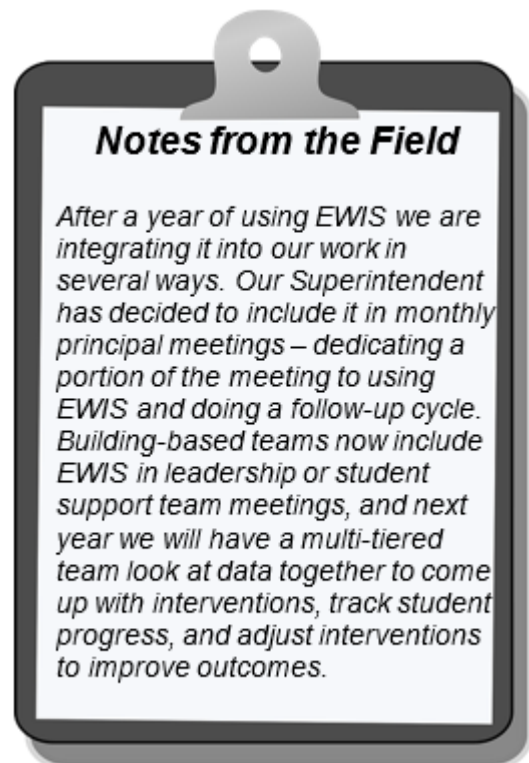 Notes from the Field
After a year of using EWIS we are
integrating it into our work in
several ways. Our Superintendent
has decided to include it in monthly
principal meetings – dedicating a
portion of the meeting to using
EWIS and doing a follow-up cycle.
Building-based teams now include
EWIS in leadership or student
support team meetings, and next
year we will have a multi-tiered
team look at data together to come
up with interventions, track student
progress, and adjust interventions
to improve outcomes.